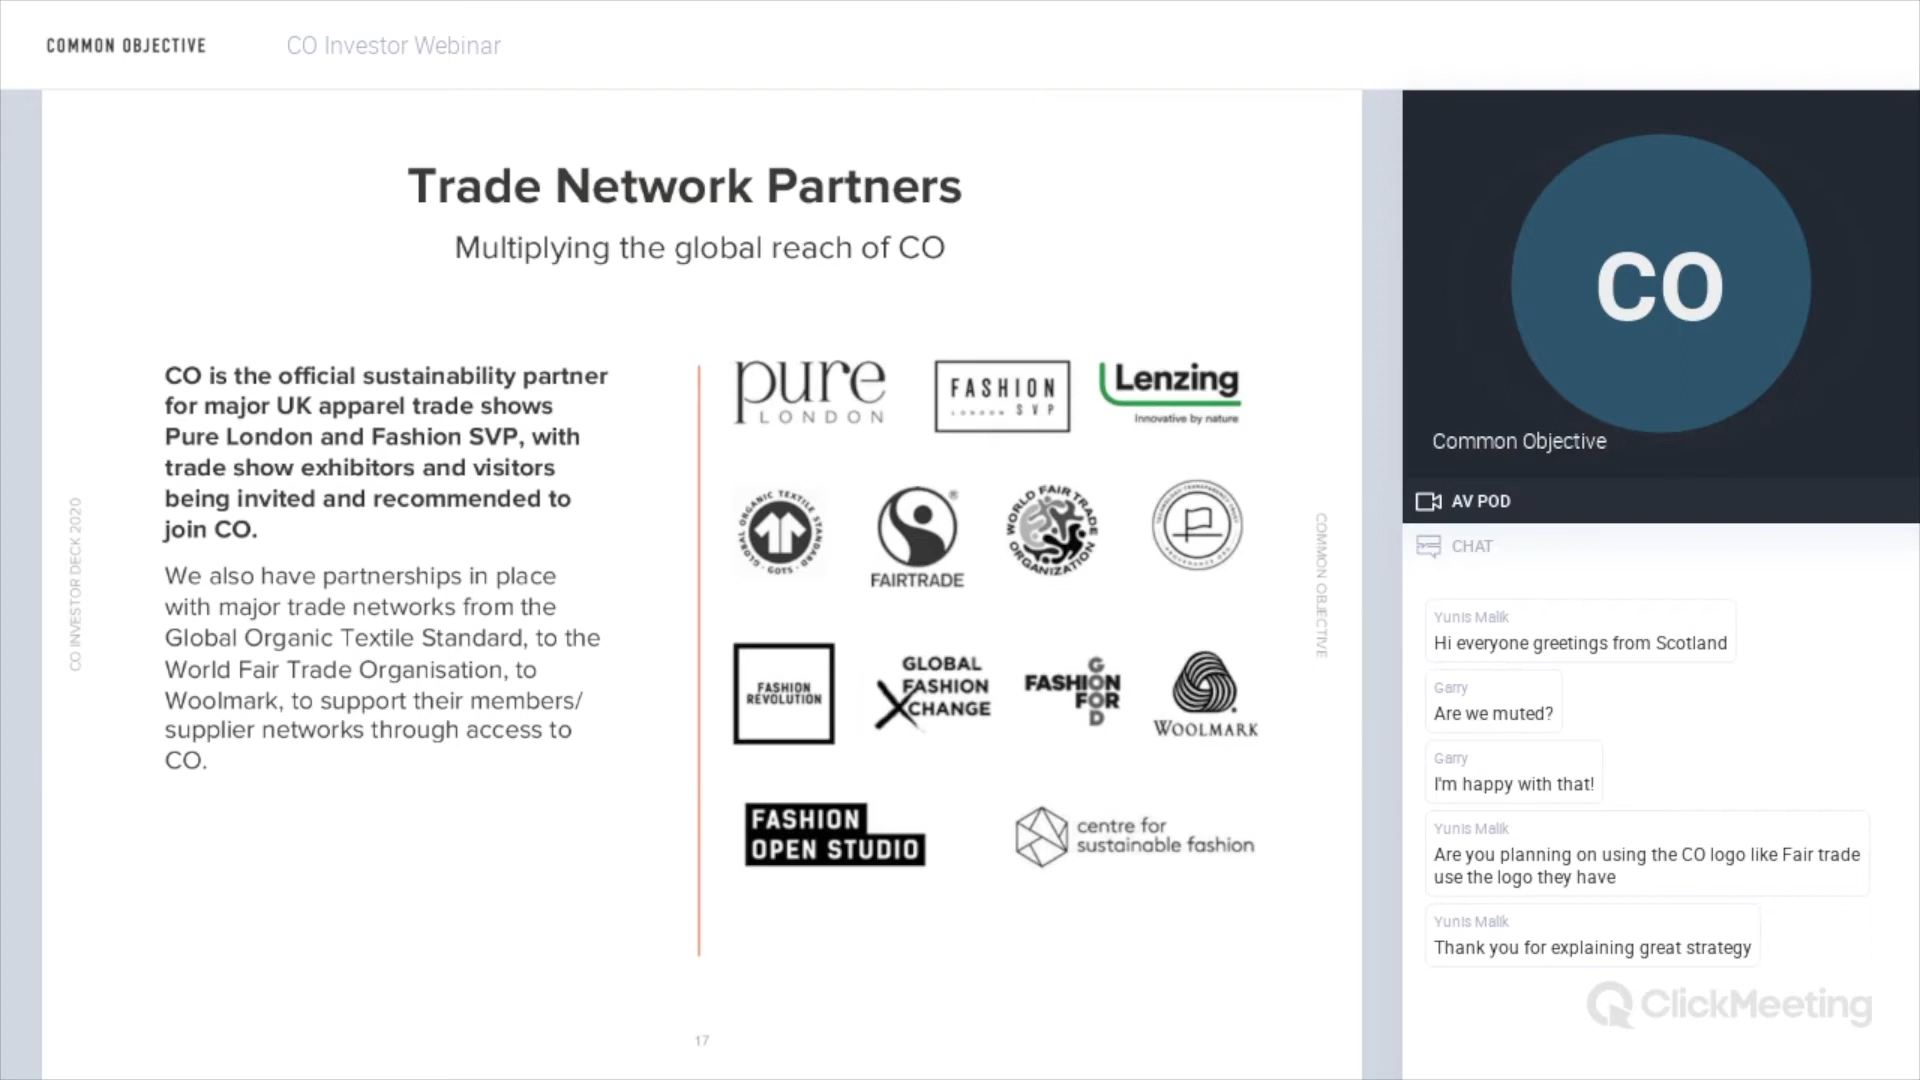 COMMON OBJECTIVE
CO Investor Webinar
Trade Network Partners
Multiplying the global reach of CO
CO is the official sustainability partner
for major UK apparel trade shows
Pure London and Fashion SVP, with
trade show exhibitors and visitors
being invited and recommended to
join CO.
We also have partnerships in place
with major trade networks from the
Global Organic Textile Standard, to the
World Fair Trade Organisation, to
Woolmark, to support their members/
supplier networks through access to
CO.
CO INVESTOR DECK 2020
pure
LONDON
FASHION
LONDON SVP
Lenzing
Innovative by nature
GLOBAL ORGANIC TEXTILE STANDARD
· GOTS ·
®
FAIRTRADE
WORLD FAIR TRADE
ORGANIZATION
FASHION
REVOLUTION
GLOBAL
FASHION
XCHANGE
FASHION
FOR
GOOD
WOOLMARK
FASHION
OPEN STUDIO
centre for
sustainable fashion
COMMON OBJECTIVE
17
CO
Common Objective
AV POD
CHAT
Yunis Malik
Hi everyone greetings from Scotland
Garry
Are we muted?
Garry
I'm happy with that!
Yunis Malik
Are you planning on using the CO logo like Fair trade
use the logo they have
Yunis Malik
Thank you for explaining great strategy
ClickMeeting